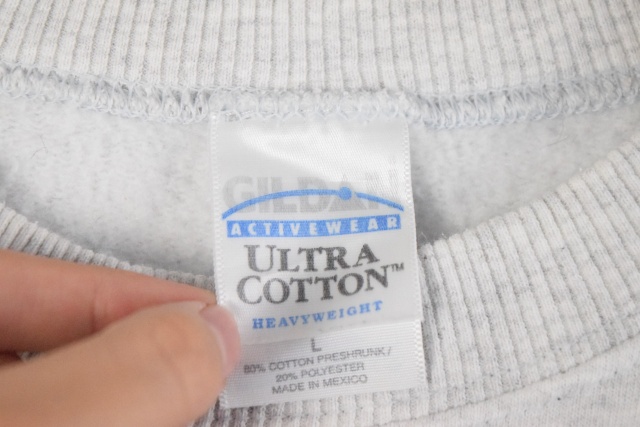 GILDAN
ACTIVEWEAR
ULTRA
COTTON™
HEAVYWEIGHT
L
80% COTTON PRESHRUNK/
20% POLYESTER
MADE IN MEXICO